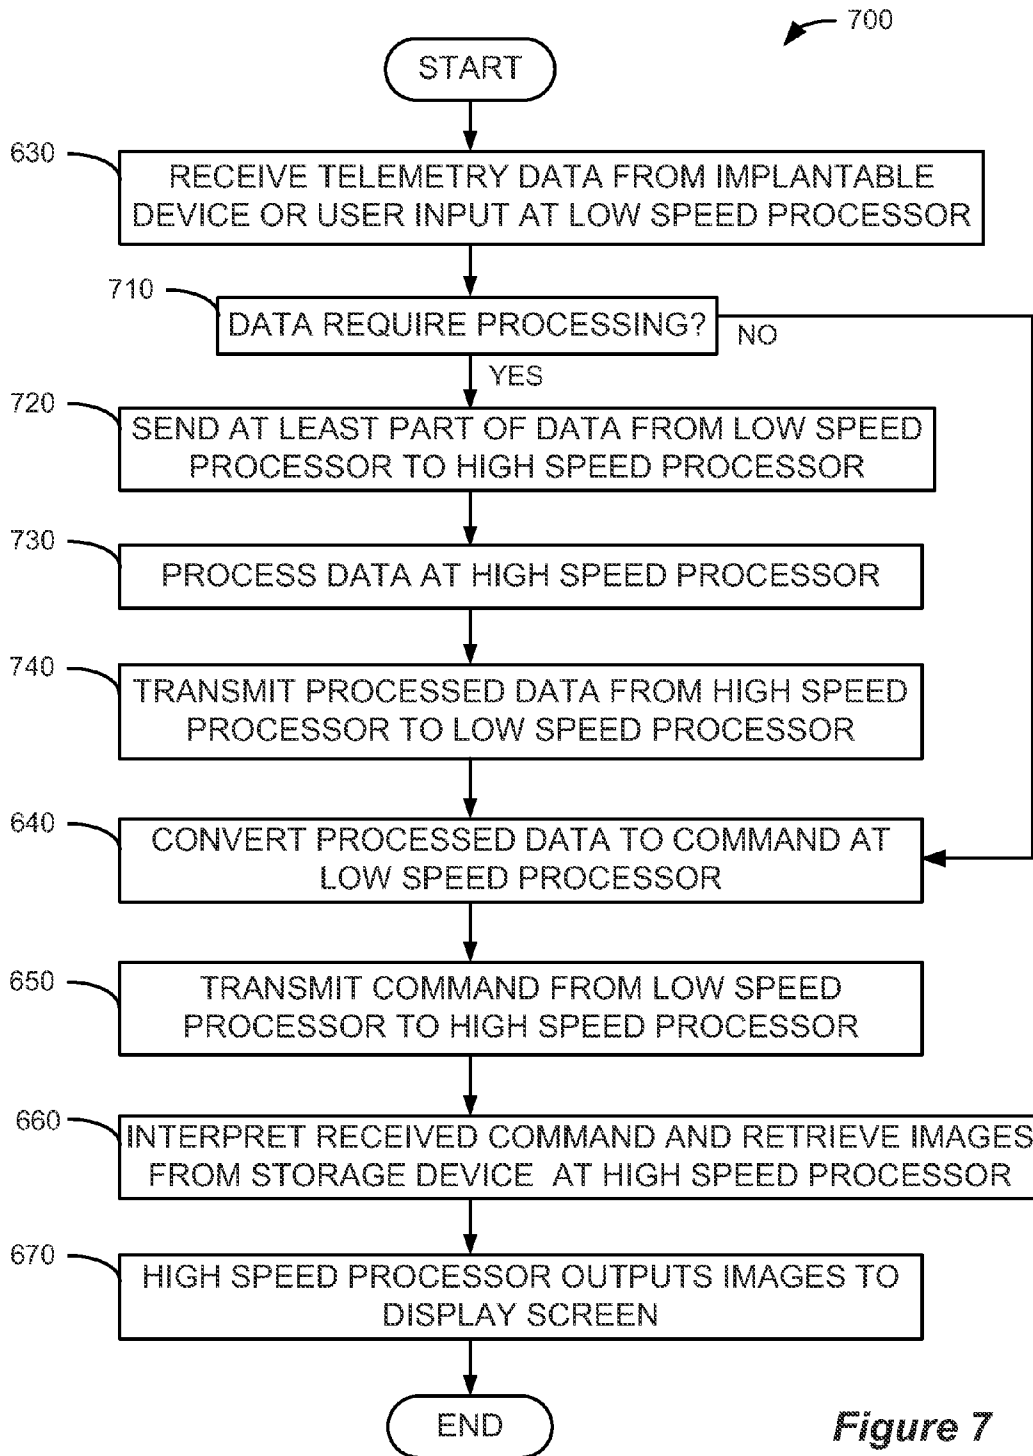 700
START
630
RECEIVE TELEMETRY DATA FROM IMPLANTABLE
DEVICE OR USER INPUT AT LOW SPEED PROCESSOR
710
DATA REQUIRE PROCESSING?
NO
YES
720
SEND AT LEAST PART OF DATA FROM LOW SPEED
PROCESSOR TO HIGH SPEED PROCESSOR
730
PROCESS DATA AT HIGH SPEED PROCESSOR
740
TRANSMIT PROCESSED DATA FROM HIGH SPEED
PROCESSOR TO LOW SPEED PROCESSOR
640
CONVERT PROCESSED DATA TO COMMAND AT
LOW SPEED PROCESSOR
650
TRANSMIT COMMAND FROM LOW SPEED
PROCESSOR TO HIGH SPEED PROCESSOR
660
INTERPRET RECEIVED COMMAND AND RETRIEVE IMAGES
FROM STORAGE DEVICE AT HIGH SPEED PROCESSOR
670
HIGH SPEED PROCESSOR OUTPUTS IMAGES TO
DISPLAY SCREEN
END
Figure 7